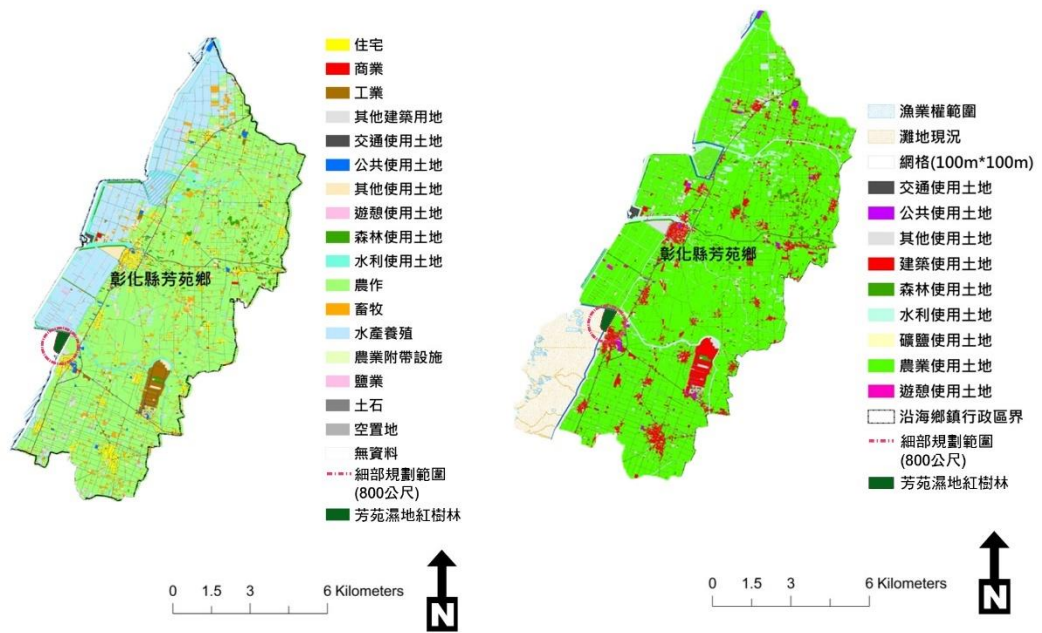 住宅
商業
工業
其他建築用地
交通使用土地
公共使用土地
其他使用土地
遊憩使用土地
森林使用土地
水利使用土地
農作
畜牧
水產養殖
農業附帶設施
鹽業
土石
空置地
無資料
細部規劃範圍
(800公尺)
芳苑濕地紅樹林
彰化縣芳苑鄉
0 1.5 3 6 Kilometers
N
漁業權範圍
灘地現況
網格(100m*100m)
交通使用土地
公共使用土地
其他使用土地
建築使用土地
森林使用土地
水利使用土地
礦鹽使用土地
農業使用土地
遊憩使用土地
沿海鄉鎮行政區界
細部規劃範圍
(800公尺)
芳苑濕地紅樹林
彰化縣芳苑鄉
0 1.5 3 6 Kilometers
N